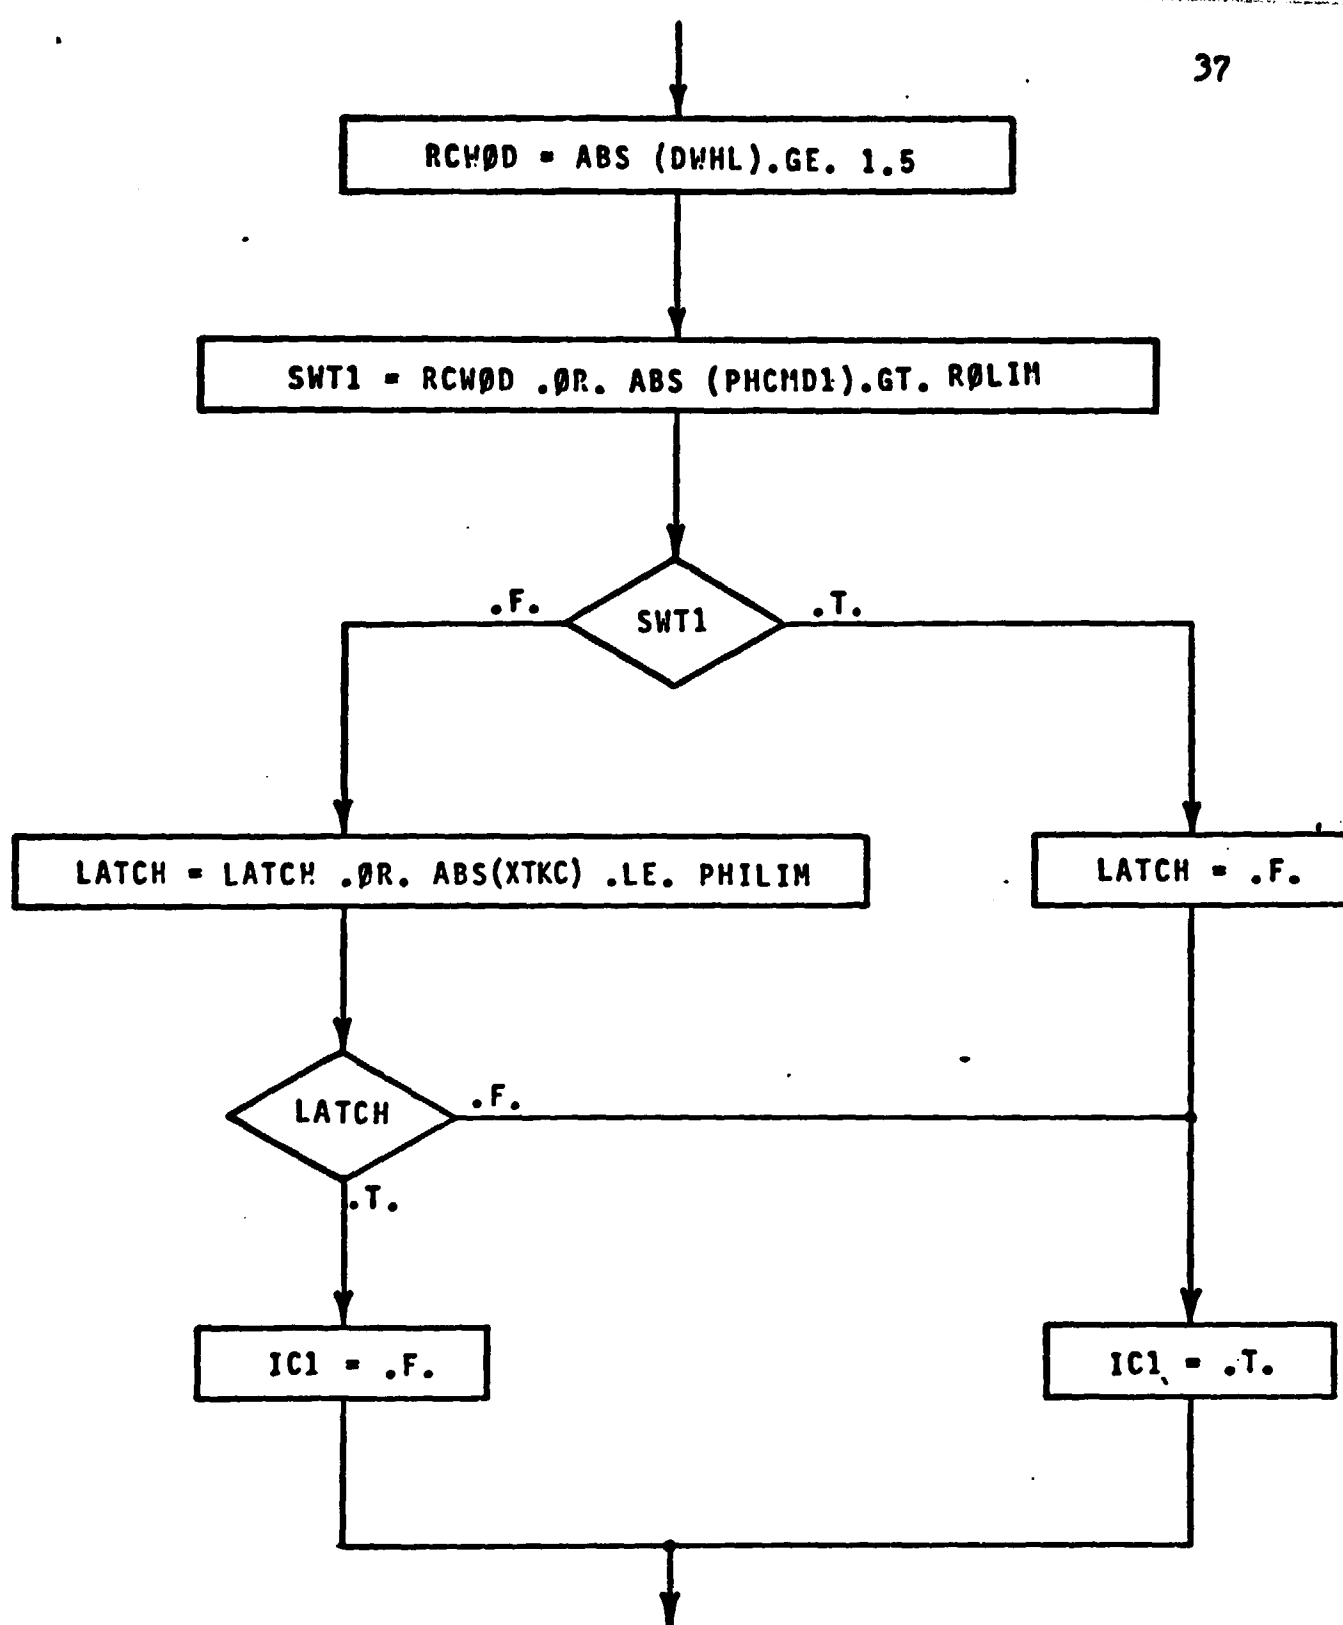 37
RCWØD = ABS (DWHL).GE. 1.5
SWT1 = RCWØD .ØR. ABS (PHCMD1).GT. RØLIM
.F.
SWT1
.T.
LATCH = LATCH .ØR. ABS(XTKC) .LE. PHILIM
LATCH = .F.
LATCH
.F.
.T.
IC1 = .F.
IC1 = .T.